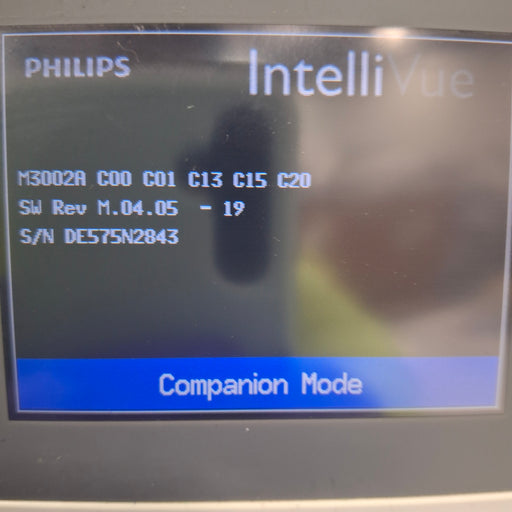 PHILIPS
IntelliVue
M3002A C00 C01 C13 C15 C20
SW Rev M.04.05 - 19
S/N DE575N2843
Companion Mode